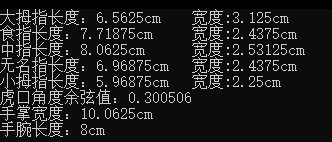 大拇指长度：6.5625cm    宽度:3.125cm
食指长度：7.71875cm    宽度:2.4375cm
中指长度：8.0625cm    宽度:2.53125cm
无名指长度：6.96875cm    宽度:2.4375cm
小拇指长度：5.96875cm    宽度:2.25cm
虎口角度余弦值：0.300506
手掌宽度：10.0625cm
手腕长度：8cm